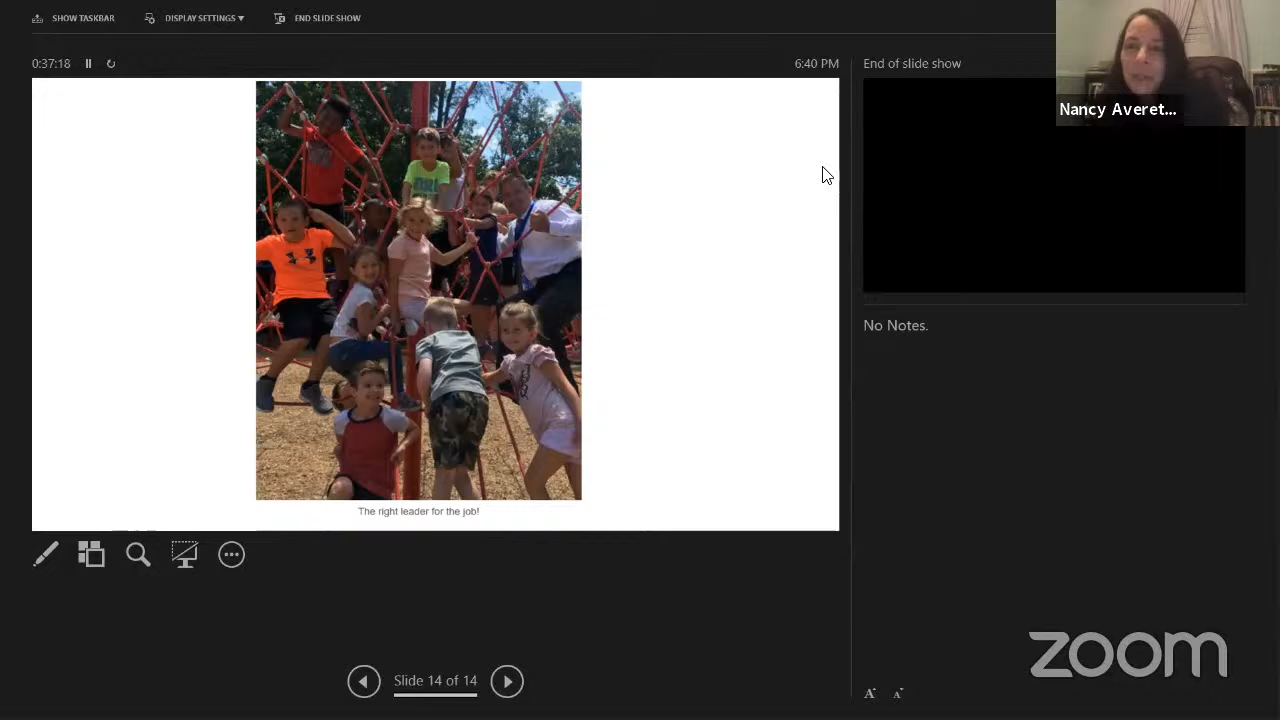 SHOW TASKBAR
DISPLAY SETTINGS ▾
END SLIDE SHOW
0:37:18
6:40 PM
End of slide show
Nancy Averet...
The right leader for the job!
No Notes.
Slide 14 of 14
zoom
A A